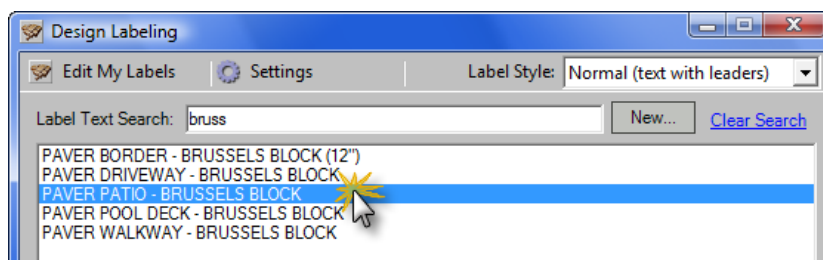 Design Labeling
Edit My Labels Settings Label Style: Normal (text with leaders)
Label Text Search: bruss New... Clear Search
PAVER BORDER - BRUSSELS BLOCK (12")
PAVER DRIVEWAY - BRUSSELS BLOCK
PAVER PATIO - BRUSSELS BLOCK
PAVER POOL DECK - BRUSSELS BLOCK
PAVER WALKWAY - BRUSSELS BLOCK